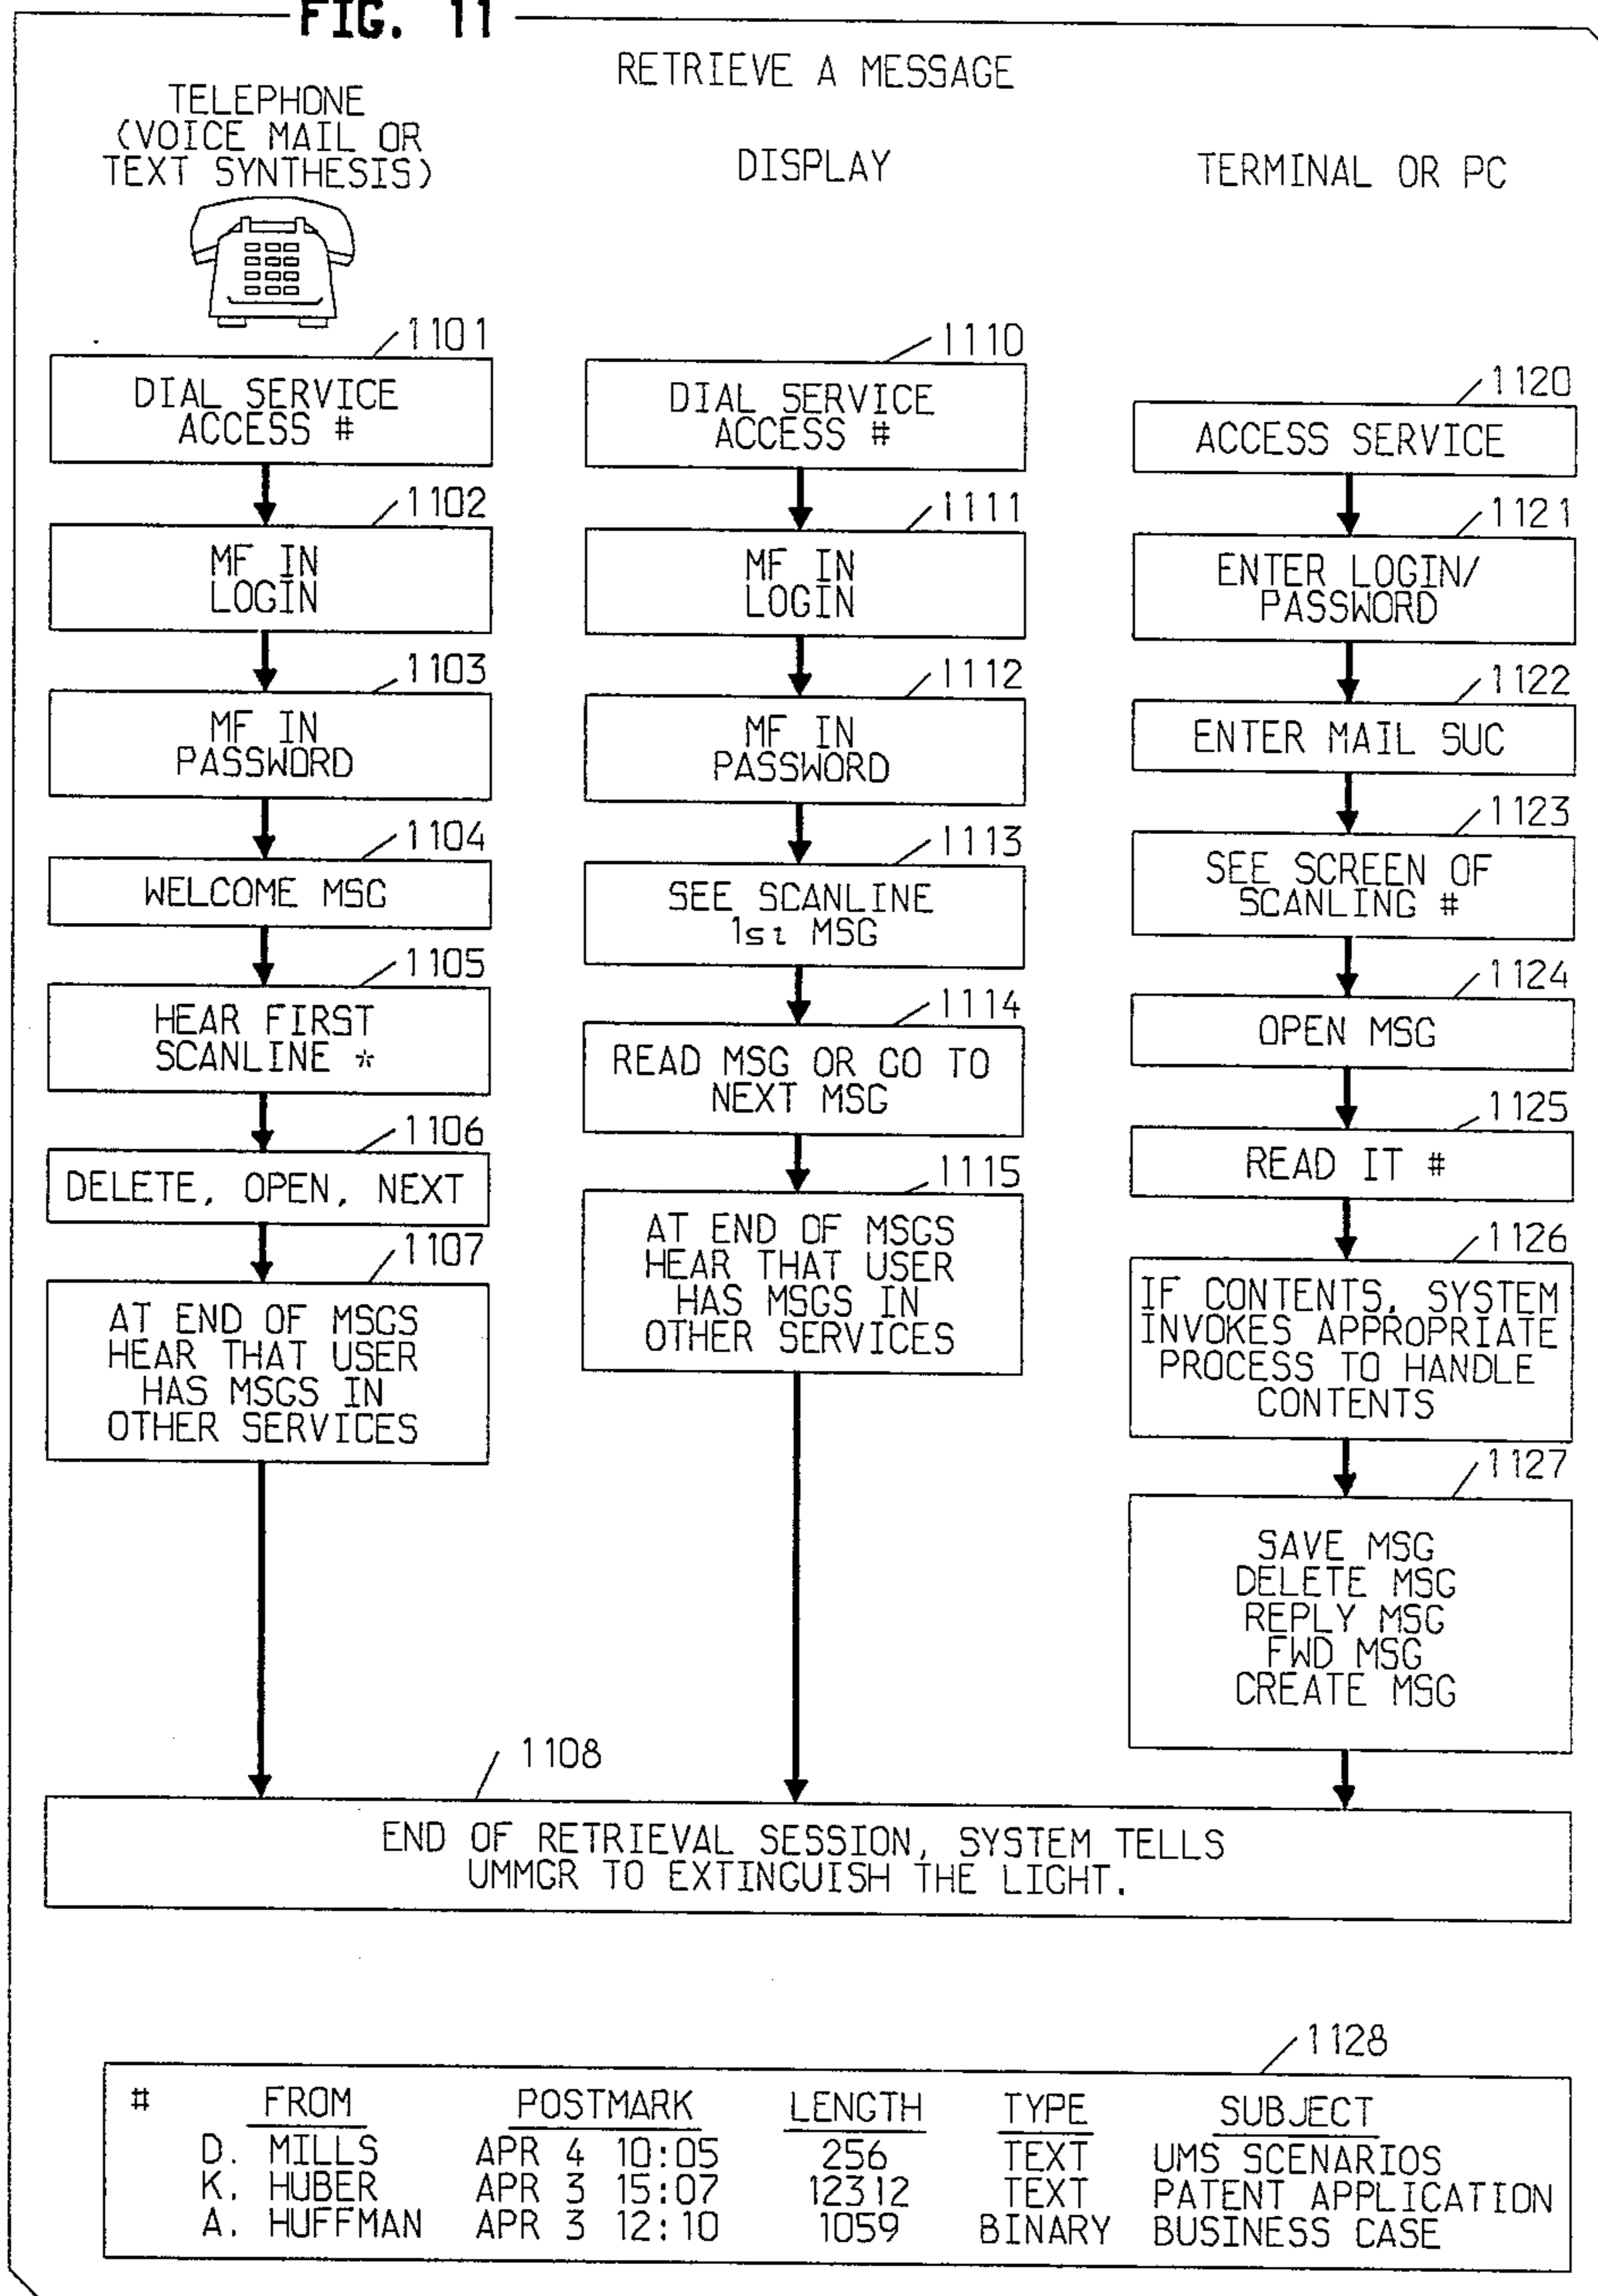 FIG. 11
RETRIEVE A MESSAGE
TELEPHONE
(VOICE MAIL OR
TEXT SYNTHESIS)
1101
DIAL SERVICE
ACCESS #
1102
MF IN
LOGIN
1103
MF IN
PASSWORD
1104
WELCOME MSG
1105
HEAR FIRST
SCANLINE *
1106
DELETE, OPEN, NEXT
1107
AT END OF MSGS
HEAR THAT USER
HAS MSGS IN
OTHER SERVICES
DISPLAY
1110
DIAL SERVICE
ACCESS #
1111
MF IN
LOGIN
1112
MF IN
PASSWORD
1113
SEE SCANLINE
1st MSG
1114
READ MSG OR GO TO
NEXT MSG
1115
AT END OF MSGS
HEAR THAT USER
HAS MSGS IN
OTHER SERVICES
TERMINAL OR PC
1120
ACCESS SERVICE
1121
ENTER LOGIN/
PASSWORD
1122
ENTER MAIL SUC
1123
SEE SCREEN OF
SCANLING #
1124
OPEN MSG
1125
READ IT #
1126
IF CONTENTS, SYSTEM
INVOKES APPROPRIATE
PROCESS TO HANDLE
CONTENTS
1127
SAVE MSG
DELETE MSG
REPLY MSG
FWD MSG
CREATE MSG
1108
END OF RETRIEVAL SESSION, SYSTEM TELLS
UMMGR TO EXTINGUISH THE LIGHT.
1128
# FROM POSTMARK LENGTH TYPE SUBJECT
D. MILLS APR 4 10:05 256 TEXT UMS SCENARIOS
K. HUBER APR 3 15:07 12312 TEXT PATENT APPLICATION
A. HUFFMAN APR 3 12:10 1059 BINARY BUSINESS CASE